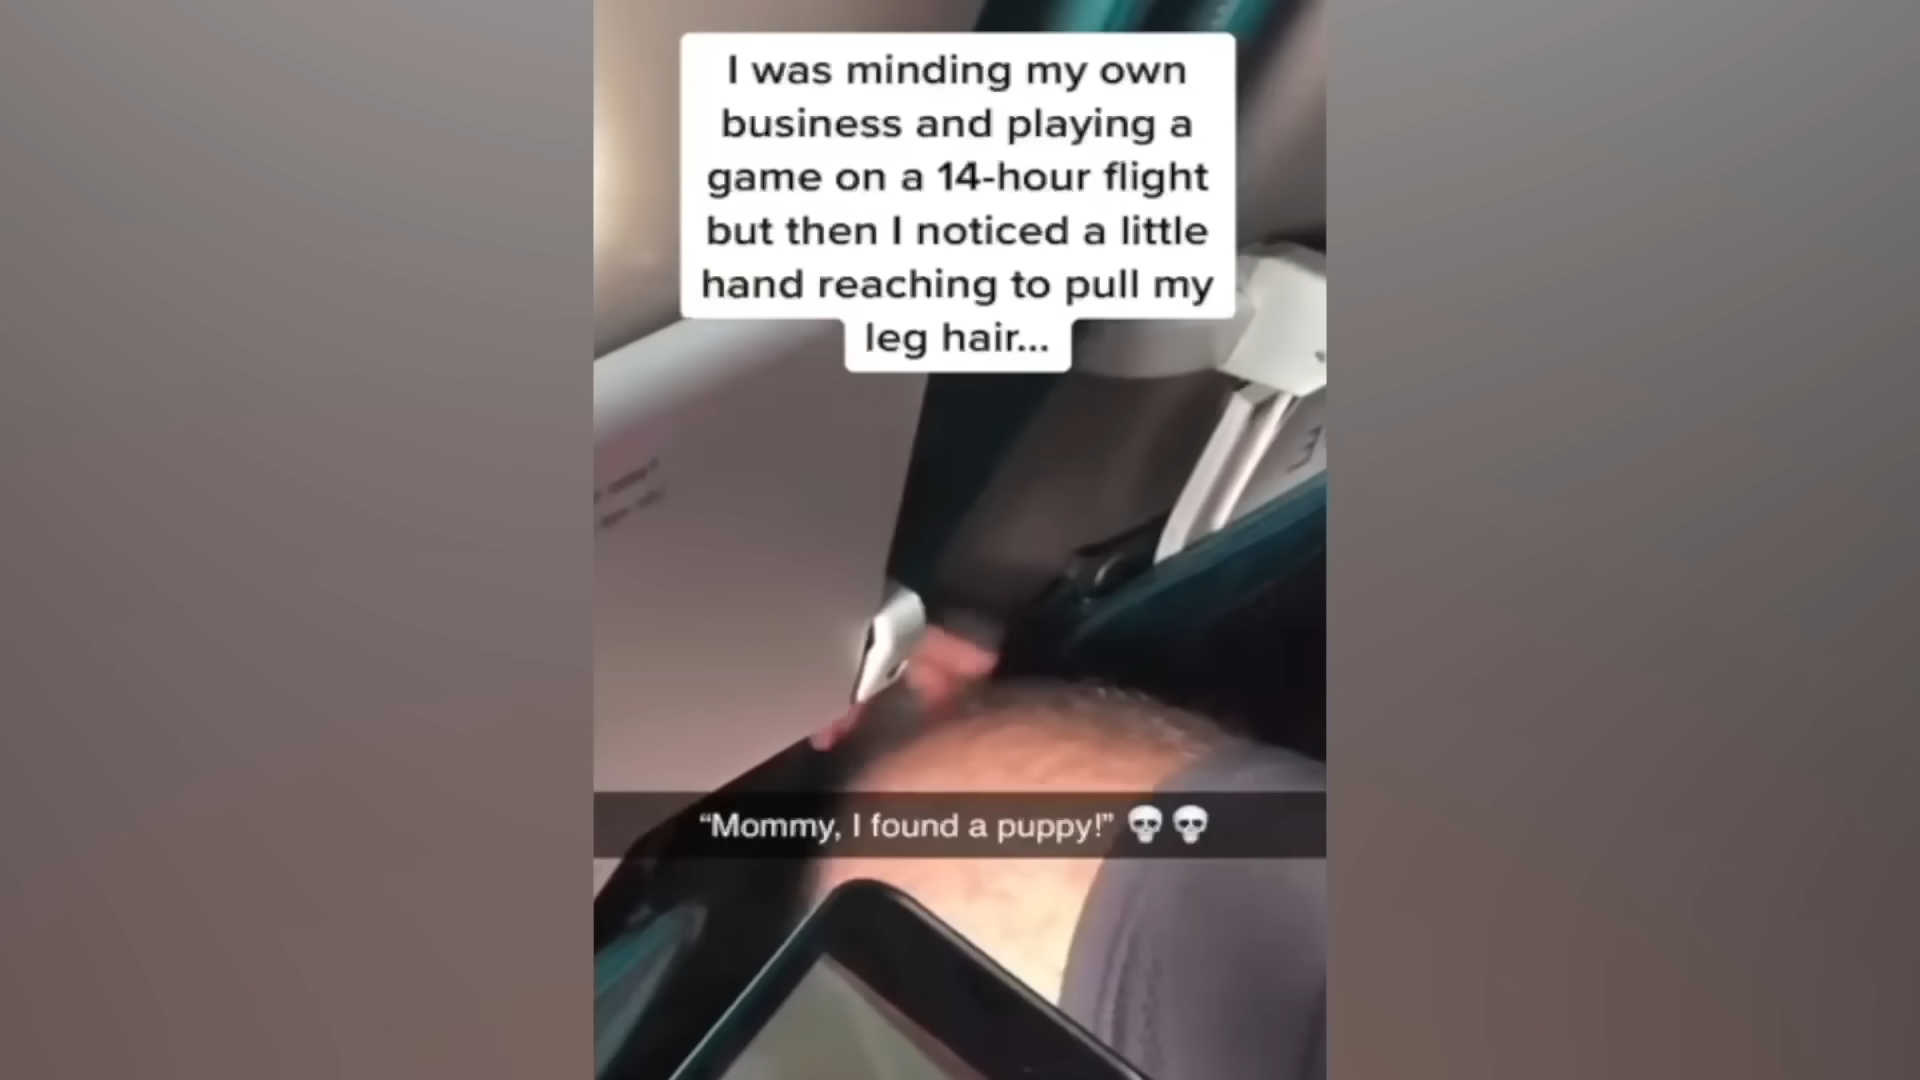 I was minding my own
business and playing a
game on a 14-hour flight
but then I noticed a little
hand reaching to pull my
leg hair...
“Mommy, I found a puppy!” 💀💀